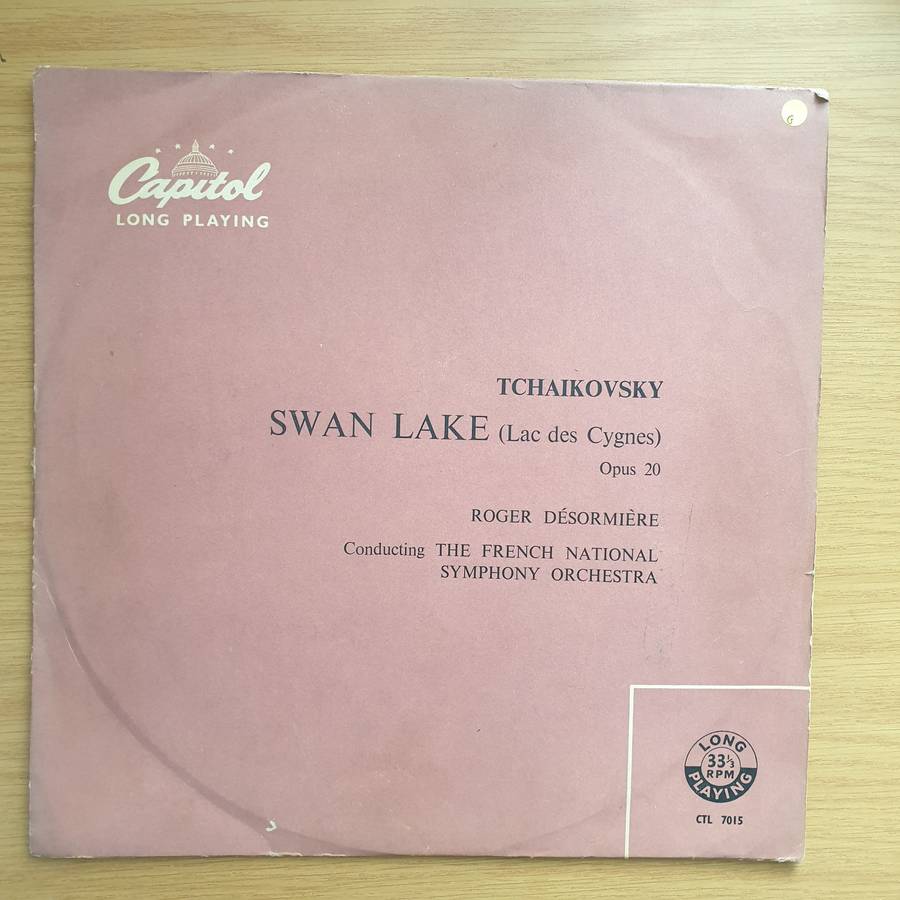 G
Capitol
LONG PLAYING
TCHAIKOVSKY
SWAN LAKE (Lac des Cygnes)
Opus 20
ROGER DÉSORMIÈRE
Conducting THE FRENCH NATIONAL
SYMPHONY ORCHESTRA
LONG
33⅓
RPM
PLAYING
CTL 7015